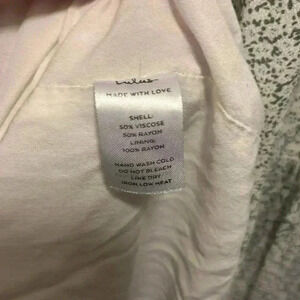 Lulus
MADE WITH LOVE
SHELL:
50% VISCOSE
50% RAYON
LINING:
100% RAYON
HAND WASH COLD
DO NOT BLEACH
LINE DRY
IRON LOW HEAT